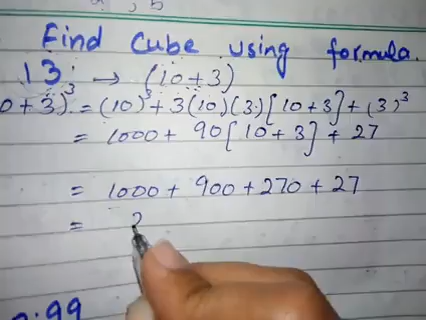 Find Cube using formula.
13 → (10+3)
0 + 3)³ = (10)³ + 3(10)(3)[10+3] + (3)³
= 1000 + 90[10+3] + 27
= 1000 + 900 + 270 + 27
= 2
99